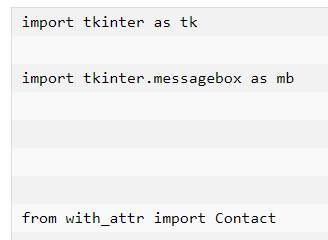 import tkinter as tk
import tkinter.messagebox as mb
from with_attr import Contact